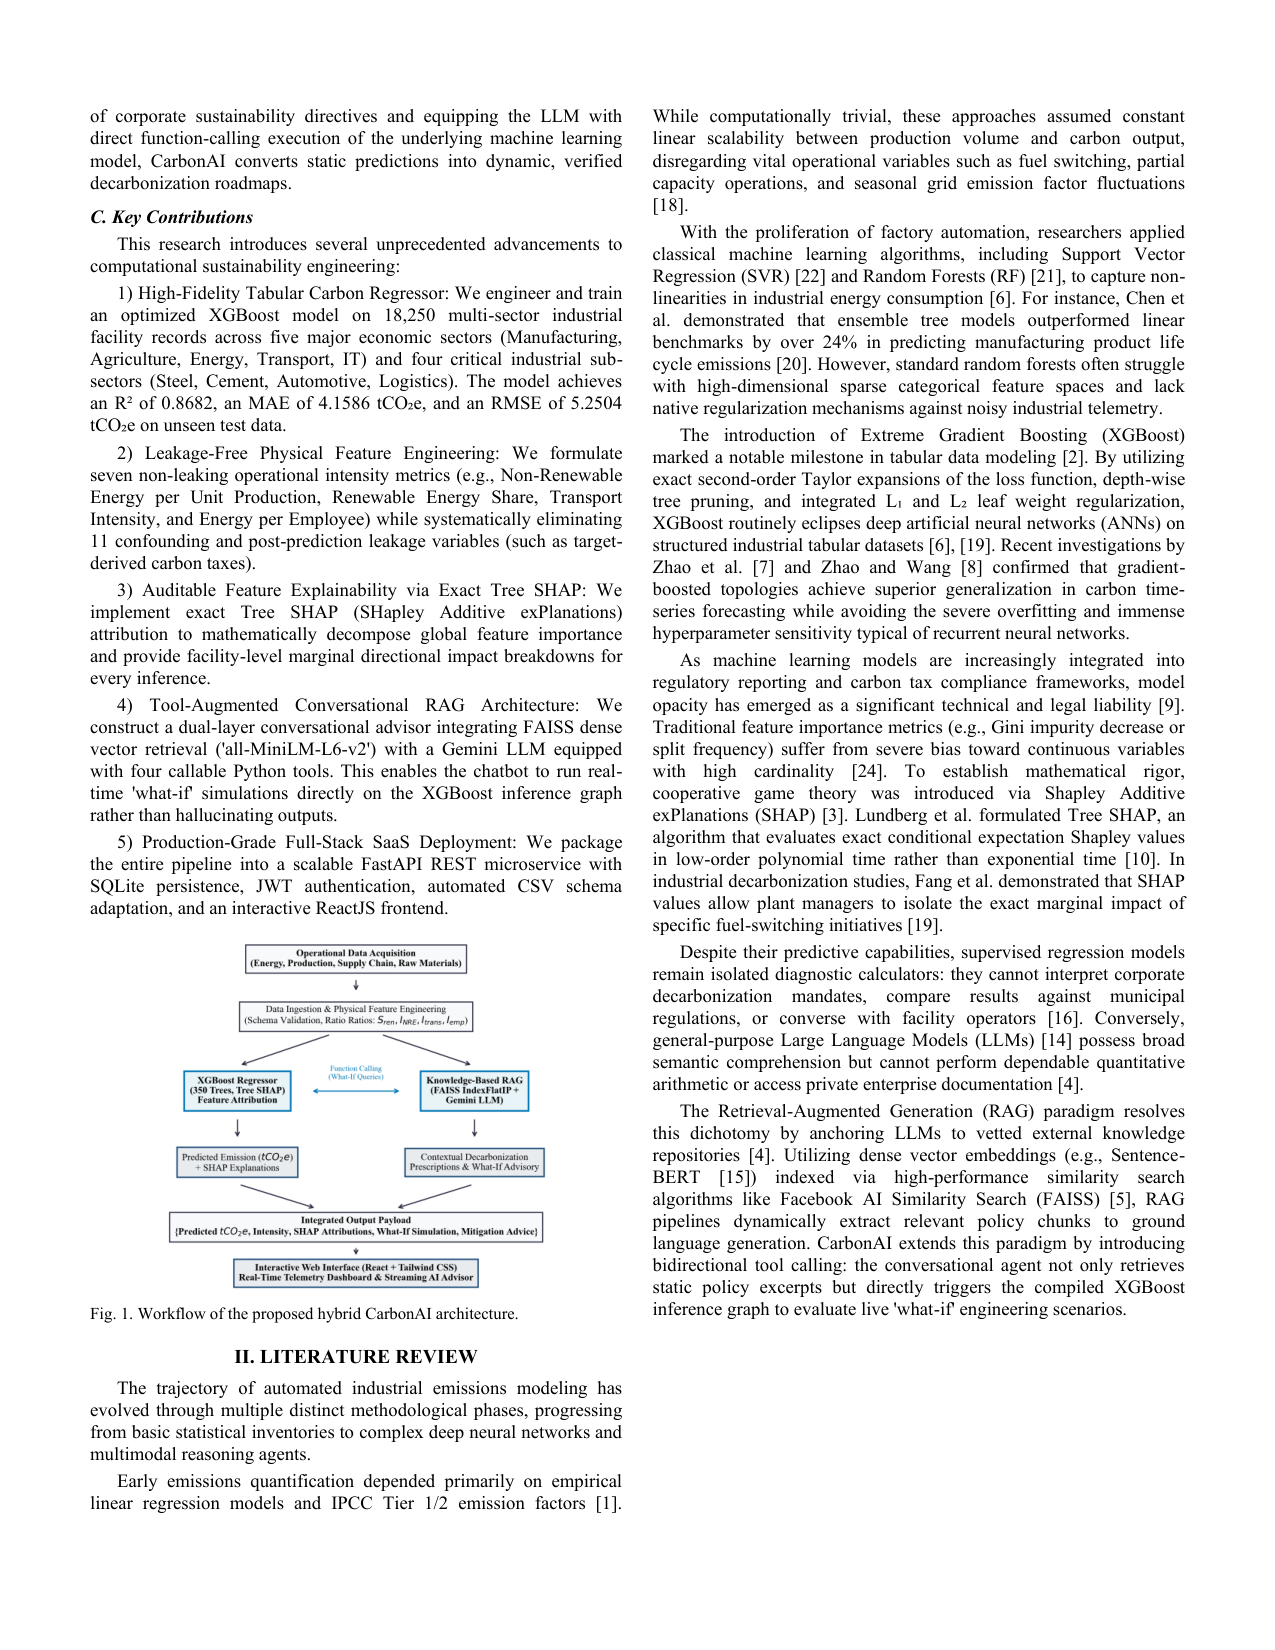 of corporate sustainability directives and equipping the LLM with
direct function-calling execution of the underlying machine learning
model, CarbonAI converts static predictions into dynamic, verified
decarbonization roadmaps.
C. Key Contributions
This research introduces several unprecedented advancements to
computational sustainability engineering:
1) High-Fidelity Tabular Carbon Regressor: We engineer and train
an optimized XGBoost model on 18,250 multi-sector industrial
facility records across five major economic sectors (Manufacturing,
Agriculture, Energy, Transport, IT) and four critical industrial sub-
sectors (Steel, Cement, Automotive, Logistics). The model achieves
an R² of 0.8682, an MAE of 4.1586 tCO₂e, and an RMSE of 5.2504
tCO₂e on unseen test data.
2) Leakage-Free Physical Feature Engineering: We formulate
seven non-leaking operational intensity metrics (e.g., Non-Renewable
Energy per Unit Production, Renewable Energy Share, Transport
Intensity, and Energy per Employee) while systematically eliminating
11 confounding and post-prediction leakage variables (such as target-
derived carbon taxes).
3) Auditable Feature Explainability via Exact Tree SHAP: We
implement exact Tree SHAP (SHapley Additive exPlanations)
attribution to mathematically decompose global feature importance
and provide facility-level marginal directional impact breakdowns for
every inference.
4) Tool-Augmented Conversational RAG Architecture: We
construct a dual-layer conversational advisor integrating FAISS dense
vector retrieval ('all-MiniLM-L6-v2') with a Gemini LLM equipped
with four callable Python tools. This enables the chatbot to run real-
time 'what-if' simulations directly on the XGBoost inference graph
rather than hallucinating outputs.
5) Production-Grade Full-Stack SaaS Deployment: We package
the entire pipeline into a scalable FastAPI REST microservice with
SQLite persistence, JWT authentication, automated CSV schema
adaptation, and an interactive ReactJS frontend.
Operational Data Acquisition
(Energy, Production, Supply Chain, Raw Materials)
Data Ingestion & Physical Feature Engineering
(Schema Validation, Ratio Ratios: S_ren, I_NRE, I_trans, I_emp)
Function Calling
(What-If Queries)
XGBoost Regressor
(350 Trees, Tree SHAP)
Feature Attribution
Knowledge-Based RAG
(FAISS IndexFlatIP +
Gemini LLM)
Predicted Emission (tCO₂e)
+ SHAP Explanations
Contextual Decarbonization
Prescriptions & What-If Advisory
Integrated Output Payload
{Predicted tCO₂e, Intensity, SHAP Attributions, What-If Simulation, Mitigation Advice}
Interactive Web Interface (React + Tailwind CSS)
Real-Time Telemetry Dashboard & Streaming AI Advisor
Fig. 1. Workflow of the proposed hybrid CarbonAI architecture.
II. LITERATURE REVIEW
The trajectory of automated industrial emissions modeling has
evolved through multiple distinct methodological phases, progressing
from basic statistical inventories to complex deep neural networks and
multimodal reasoning agents.
Early emissions quantification depended primarily on empirical
linear regression models and IPCC Tier 1/2 emission factors [1].
While computationally trivial, these approaches assumed constant
linear scalability between production volume and carbon output,
disregarding vital operational variables such as fuel switching, partial
capacity operations, and seasonal grid emission factor fluctuations
[18].
With the proliferation of factory automation, researchers applied
classical machine learning algorithms, including Support Vector
Regression (SVR) [22] and Random Forests (RF) [21], to capture non-
linearities in industrial energy consumption [6]. For instance, Chen et
al. demonstrated that ensemble tree models outperformed linear
benchmarks by over 24% in predicting manufacturing product life
cycle emissions [20]. However, standard random forests often struggle
with high-dimensional sparse categorical feature spaces and lack
native regularization mechanisms against noisy industrial telemetry.
The introduction of Extreme Gradient Boosting (XGBoost)
marked a notable milestone in tabular data modeling [2]. By utilizing
exact second-order Taylor expansions of the loss function, depth-wise
tree pruning, and integrated L₁ and L₂ leaf weight regularization,
XGBoost routinely eclipses deep artificial neural networks (ANNs) on
structured industrial tabular datasets [6], [19]. Recent investigations by
Zhao et al. [7] and Zhao and Wang [8] confirmed that gradient-
boosted topologies achieve superior generalization in carbon time-
series forecasting while avoiding the severe overfitting and immense
hyperparameter sensitivity typical of recurrent neural networks.
As machine learning models are increasingly integrated into
regulatory reporting and carbon tax compliance frameworks, model
opacity has emerged as a significant technical and legal liability [9].
Traditional feature importance metrics (e.g., Gini impurity decrease or
split frequency) suffer from severe bias toward continuous variables
with high cardinality [24]. To establish mathematical rigor,
cooperative game theory was introduced via Shapley Additive
exPlanations (SHAP) [3]. Lundberg et al. formulated Tree SHAP, an
algorithm that evaluates exact conditional expectation Shapley values
in low-order polynomial time rather than exponential time [10]. In
industrial decarbonization studies, Fang et al. demonstrated that SHAP
values allow plant managers to isolate the exact marginal impact of
specific fuel-switching initiatives [19].
Despite their predictive capabilities, supervised regression models
remain isolated diagnostic calculators: they cannot interpret corporate
decarbonization mandates, compare results against municipal
regulations, or converse with facility operators [16]. Conversely,
general-purpose Large Language Models (LLMs) [14] possess broad
semantic comprehension but cannot perform dependable quantitative
arithmetic or access private enterprise documentation [4].
The Retrieval-Augmented Generation (RAG) paradigm resolves
this dichotomy by anchoring LLMs to vetted external knowledge
repositories [4]. Utilizing dense vector embeddings (e.g., Sentence-
BERT [15]) indexed via high-performance similarity search
algorithms like Facebook AI Similarity Search (FAISS) [5], RAG
pipelines dynamically extract relevant policy chunks to ground
language generation. CarbonAI extends this paradigm by introducing
bidirectional tool calling: the conversational agent not only retrieves
static policy excerpts but directly triggers the compiled XGBoost
inference graph to evaluate live 'what-if' engineering scenarios.